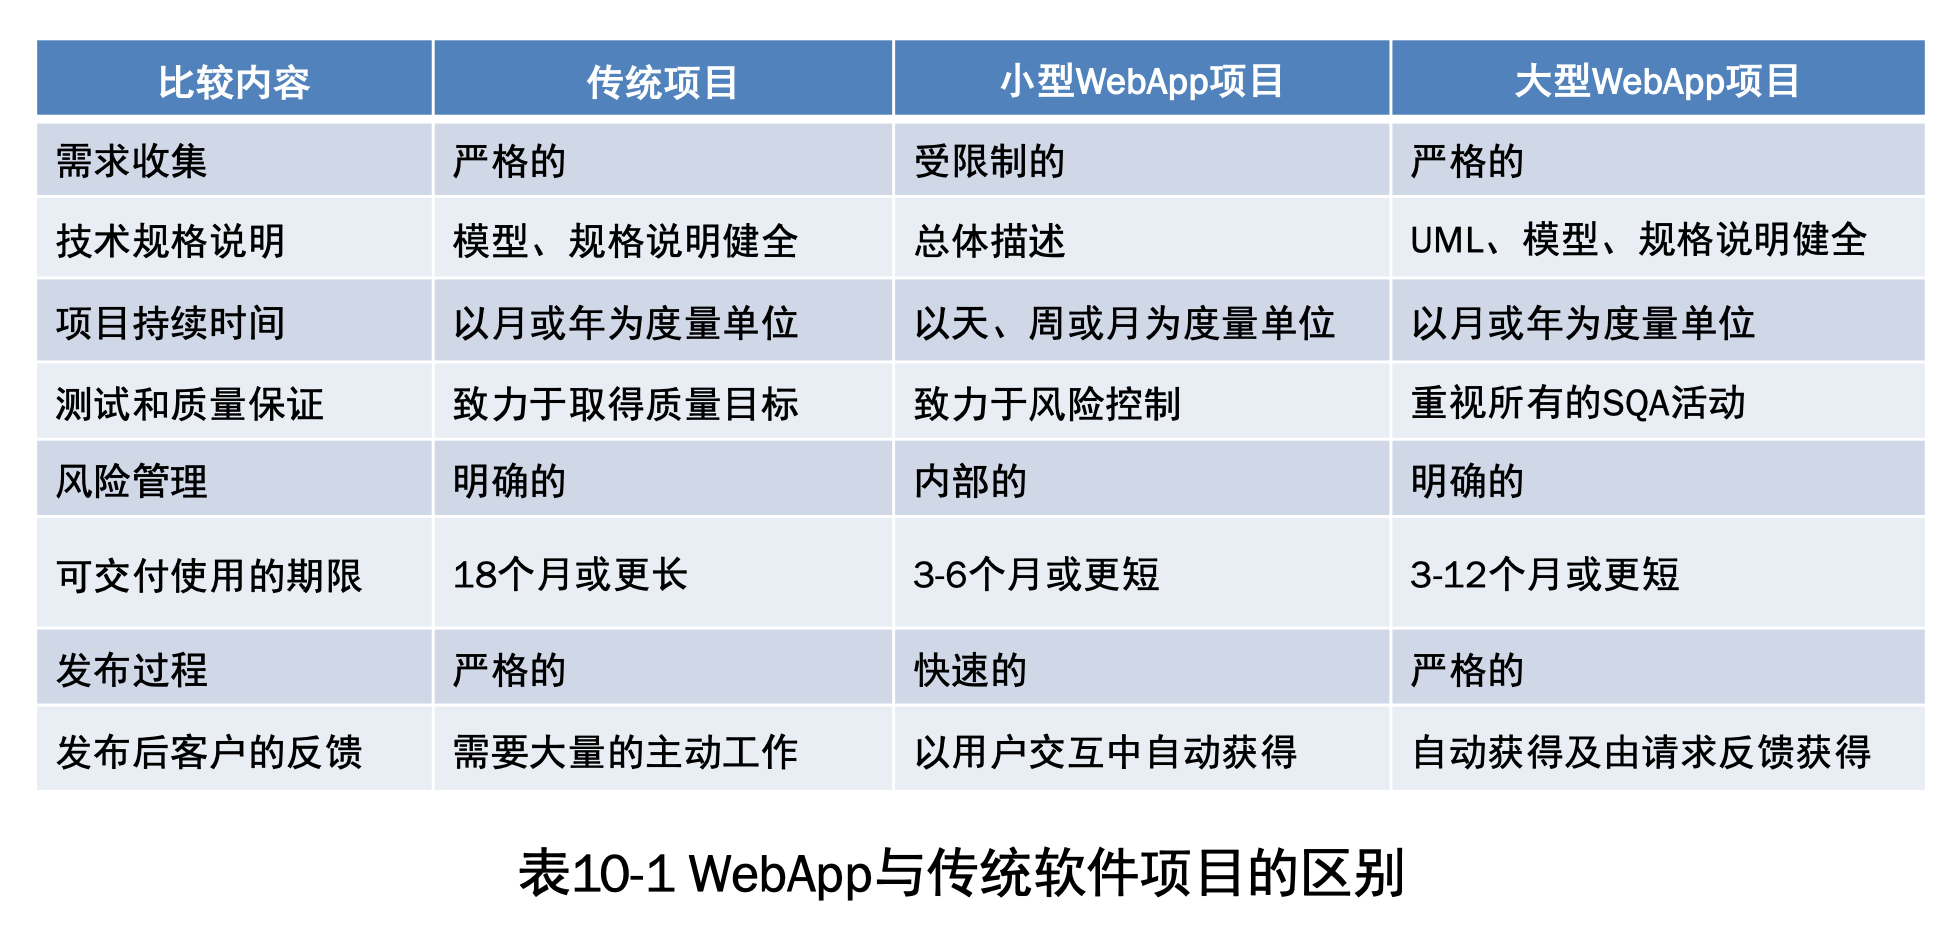 比较内容 传统项目 小型WebApp项目 大型WebApp项目
需求收集 严格的 受限制的 严格的
技术规格说明 模型、规格说明健全 总体描述 UML、模型、规格说明健全
项目持续时间 以月或年为度量单位 以天、周或月为度量单位 以月或年为度量单位
测试和质量保证 致力于取得质量目标 致力于风险控制 重视所有的SQA活动
风险管理 明确的 内部的 明确的
可交付使用的期限 18个月或更长 3-6个月或更短 3-12个月或更短
发布过程 严格的 快速的 严格的
发布后客户的反馈 需要大量的主动工作 以用户交互中自动获得 自动获得及由请求反馈获得
表10-1 WebApp与传统软件项目的区别